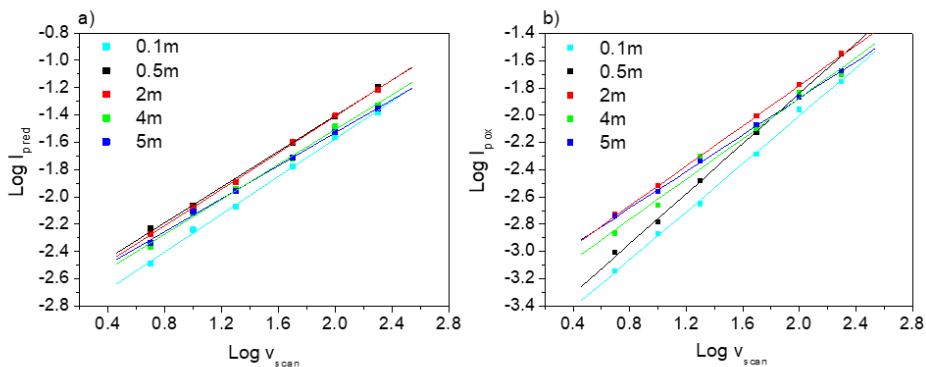 a)
0.1m
0.5m
2m
4m
5m
-0.8
-1.0
-1.2
-1.4
-1.6
-1.8
-2.0
-2.2
-2.4
-2.6
-2.8
Log I p red
0.0 0.4 0.8 1.2 1.6 2.0 2.4 2.8
Log v scan
b)
0.1m
0.5m
2m
4m
5m
-1.4
-1.6
-1.8
-2.0
-2.2
-2.4
-2.6
-2.8
-3.0
-3.2
-3.4
Log I p ox
0.0 0.4 0.8 1.2 1.6 2.0 2.4 2.8
Log v scan